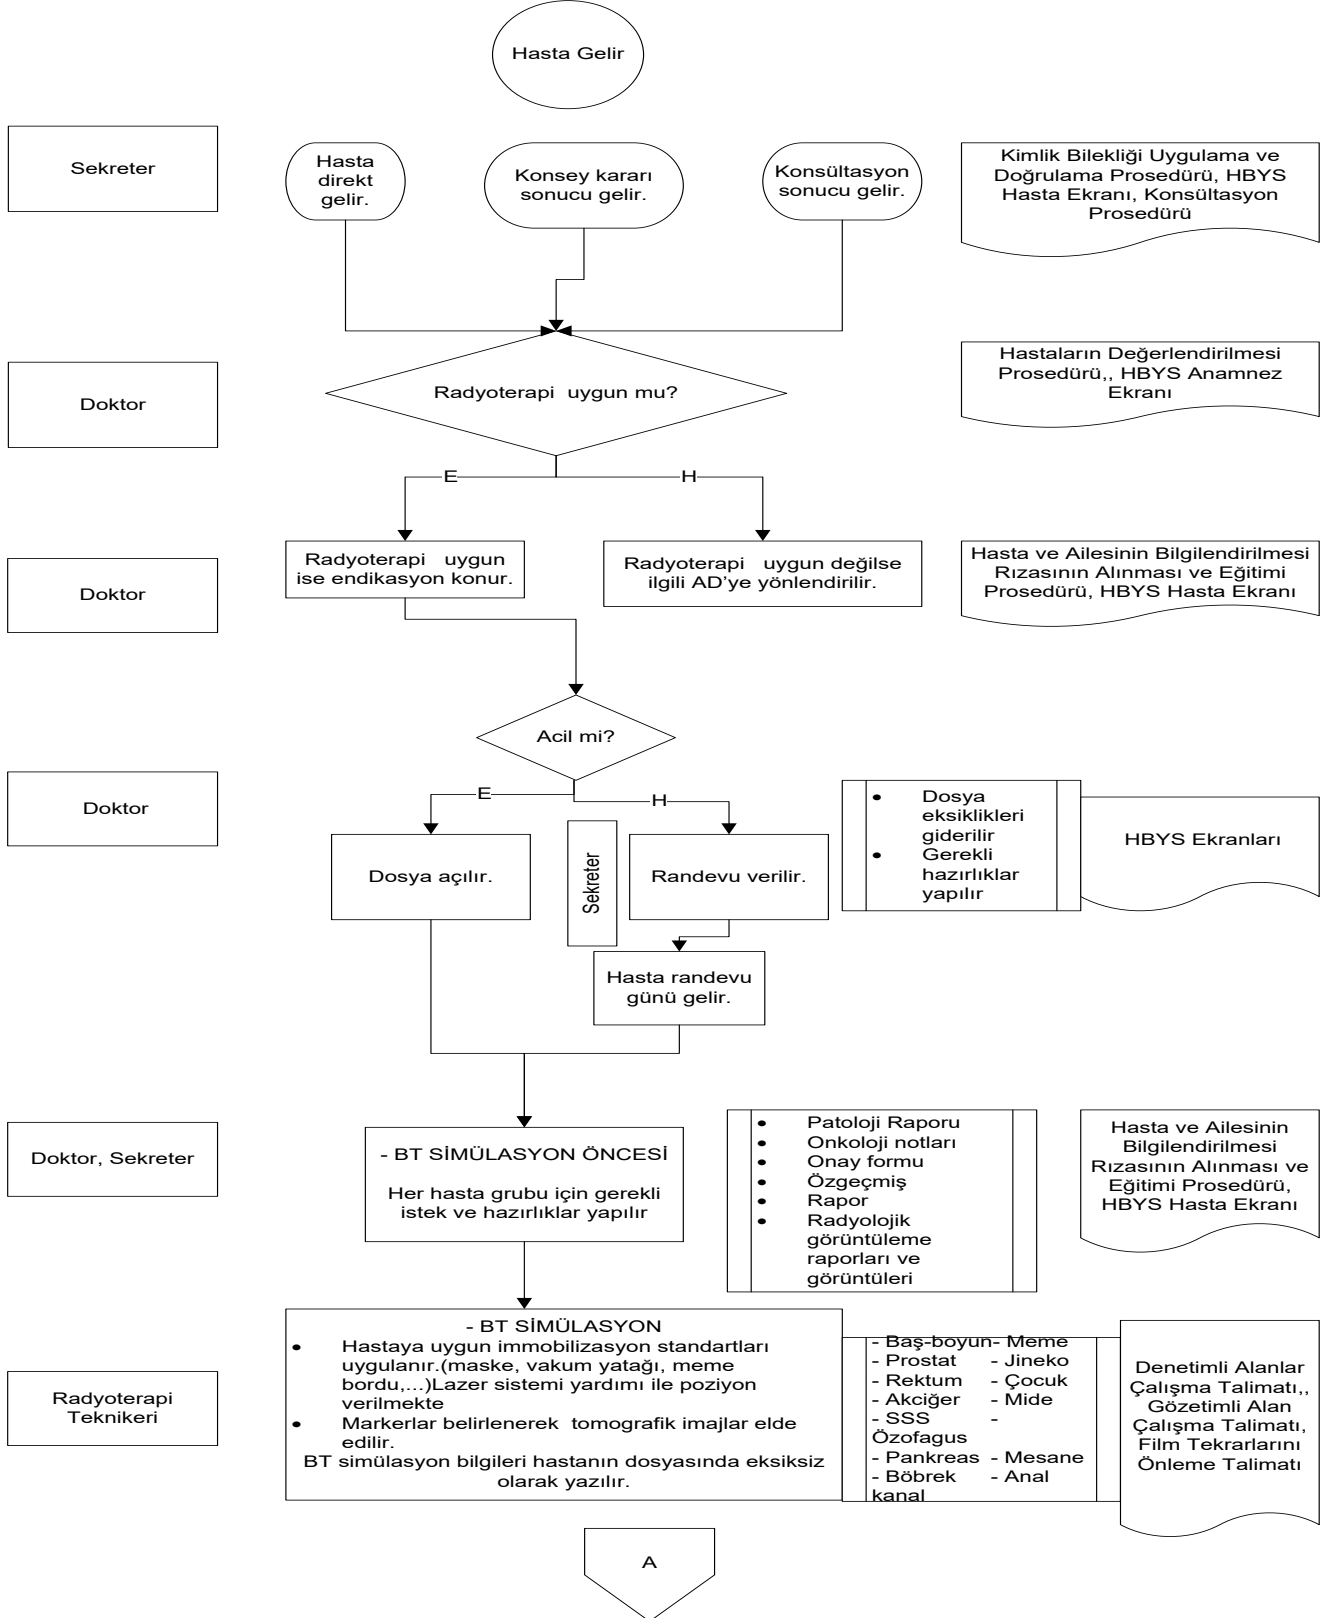 Hasta Gelir
Sekreter
Hasta
direkt
gelir.
Konsey kararı
sonucu gelir.
Konsültasyon
sonucu gelir.
Kimlik Bilekliği Uygulama ve
Doğrulama Prosedürü, HBYS
Hasta Ekranı, Konsültasyon
Prosedürü
Doktor
Radyoterapi uygun mu?
Hastaların Değerlendirilmesi
Prosedürü,, HBYS Anamnez
Ekranı
E
H
Doktor
Radyoterapi uygun
ise endikasyon konur.
Radyoterapi uygun değilse
ilgili AD'ye yönlendirilir.
Hasta ve Ailesinin Bilgilendirilmesi
Rızasının Alınması ve Eğitimi
Prosedürü, HBYS Hasta Ekranı
Acil mi?
Doktor
E
H
Dosya açılır.
Sekreter
Randevu verilir.
• Dosya
eksiklikleri
giderilir
• Gerekli
hazırlıklar
yapılır
HBYS Ekranları
Hasta randevu
günü gelir.
Doktor, Sekreter
- BT SİMÜLASYON ÖNCESİ
Her hasta grubu için gerekli
istek ve hazırlıklar yapılır
• Patoloji Raporu
• Onkoloji notları
• Onay formu
• Özgeçmiş
• Rapor
• Radyolojik
görüntüleme
raporları ve
görüntüleri
Hasta ve Ailesinin
Bilgilendirilmesi
Rızasının Alınması ve
Eğitimi Prosedürü,
HBYS Hasta Ekranı
Radyoterapi
Teknikeri
- BT SİMÜLASYON
• Hastaya uygun immobilizasyon standartları
uygulanır.(maske, vakum yatağı, meme
bordu,...)Lazer sistemi yardımı ile poziyon
verilmekte
• Markerlar belirlenerek tomografik imajlar elde
edilir.
BT simülasyon bilgileri hastanın dosyasında eksiksiz
olarak yazılır.
- Baş-boyun- Meme
- Prostat - Jineko
- Rektum - Çocuk
- Akciğer - Mide
- SSS -
Özofagus
- Pankreas - Mesane
- Böbrek - Anal
kanal
Denetimli Alanlar
Çalışma Talimatı,,
Gözetimli Alan
Çalışma Talimatı,
Film Tekrarlarını
Önleme Talimatı
A